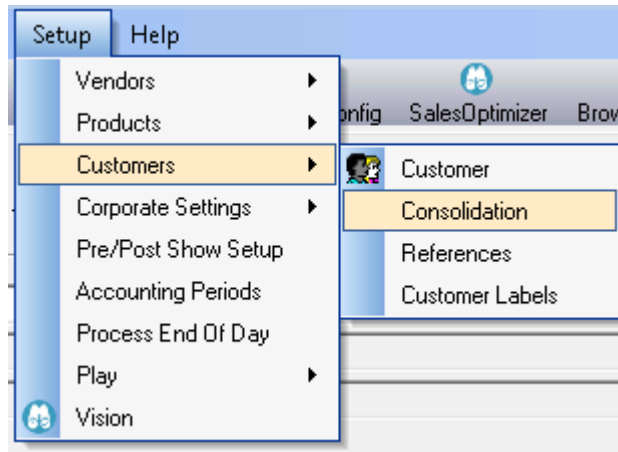 Setup Help
Vendors
Products
Customers
Corporate Settings
Pre/Post Show Setup
Accounting Periods
Process End Of Day
Play
Vision
onfig SalesOptimizer Brow
Customer
Consolidation
References
Customer Labels